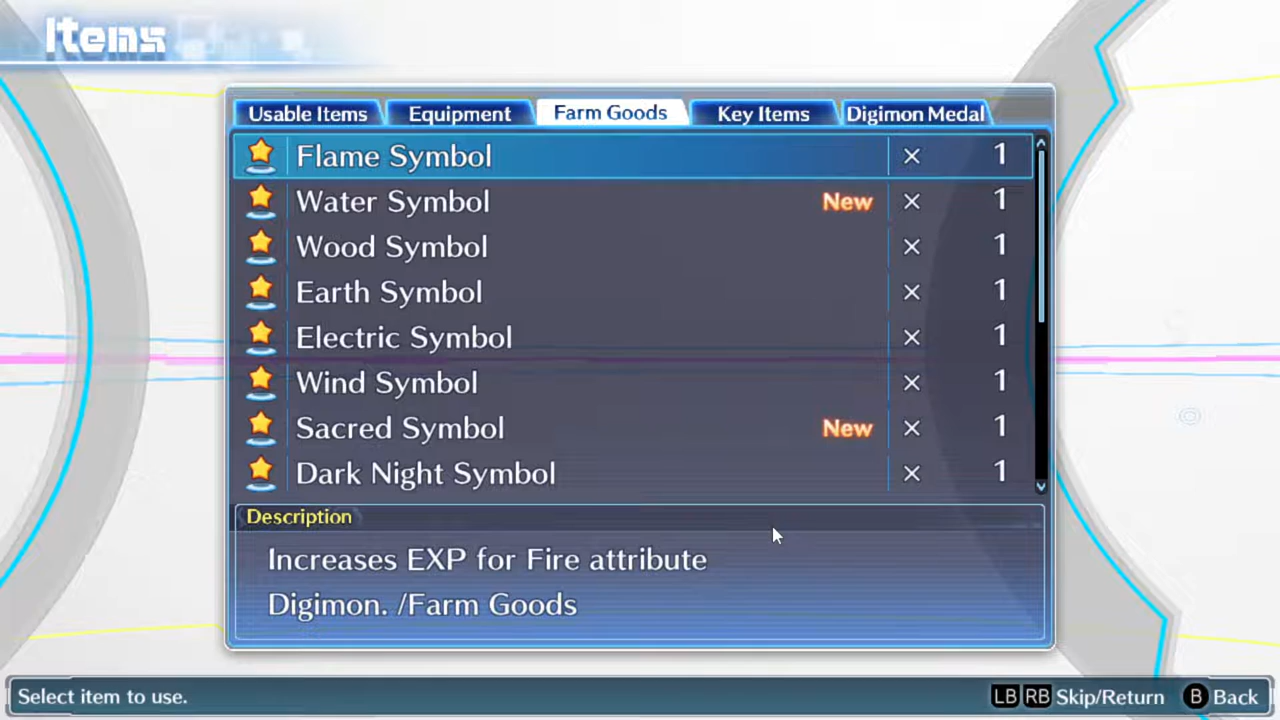 Items
Usable Items Equipment Farm Goods Key Items Digimon Medal
Flame Symbol × 1
Water Symbol New × 1
Wood Symbol × 1
Earth Symbol × 1
Electric Symbol × 1
Wind Symbol × 1
Sacred Symbol New × 1
Dark Night Symbol × 1
Description
Increases EXP for Fire attribute
Digimon. /Farm Goods
Select item to use. LB RB Skip/Return B Back